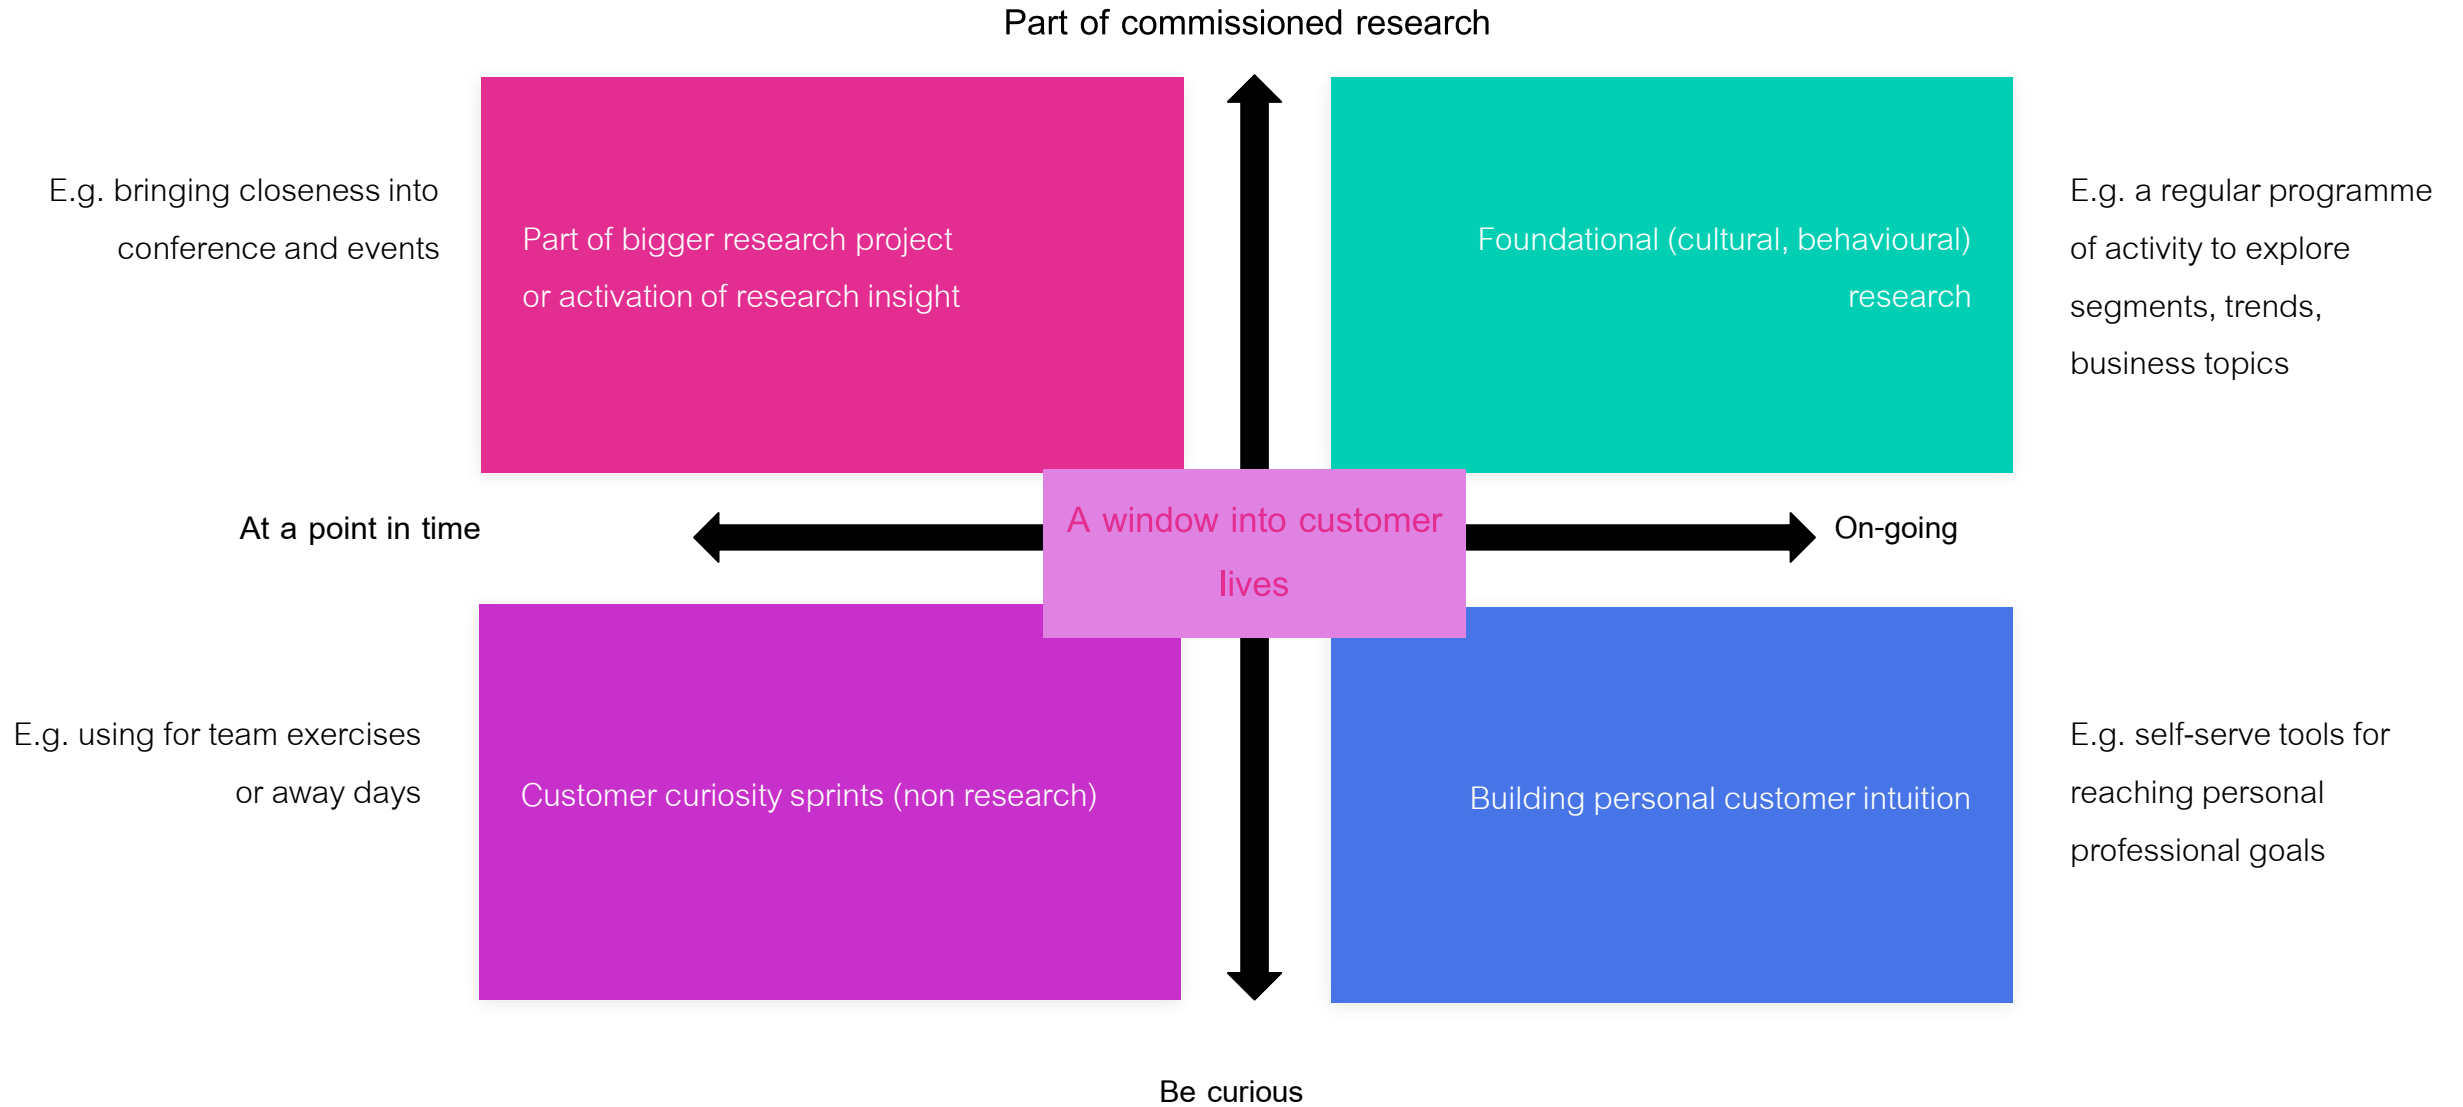 Part of commissioned research
E.g. bringing closeness into
conference and events
Part of bigger research project
or activation of research insight
Foundational (cultural, behavioural)
research
E.g. a regular programme
of activity to explore
segments, trends,
business topics
At a point in time
A window into customer
lives
On-going
E.g. using for team exercises
or away days
Customer curiosity sprints (non research)
Building personal customer intuition
E.g. self-serve tools for
reaching personal
professional goals
Be curious